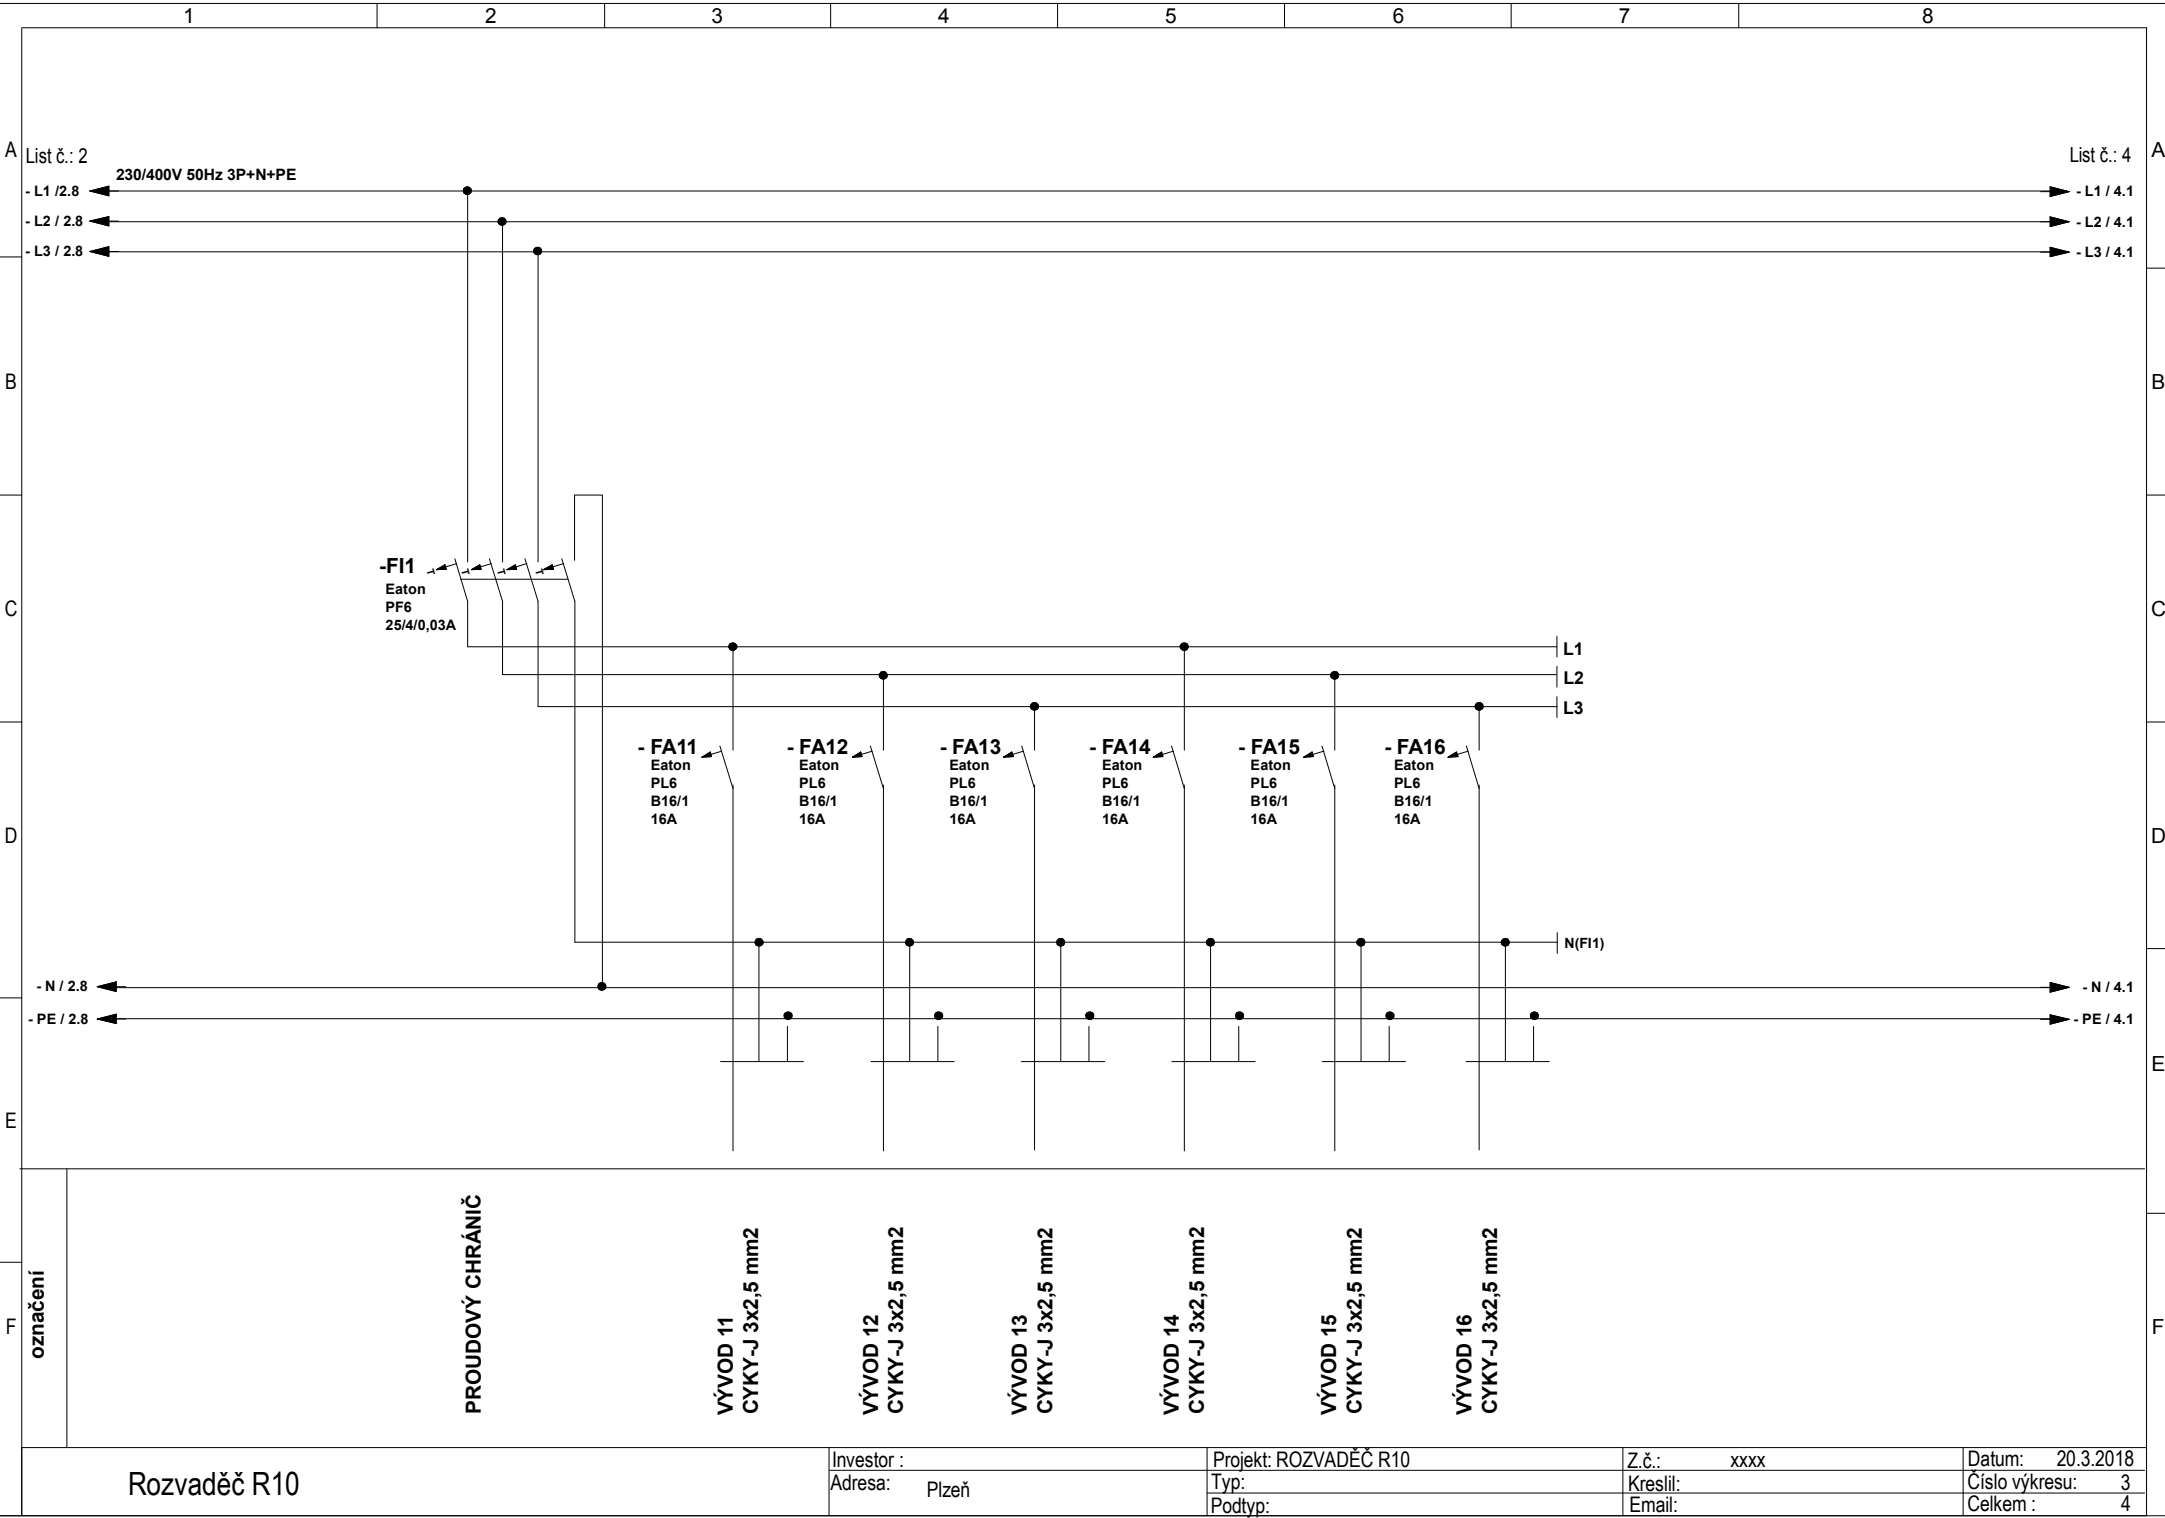 1 2 3 4 5 6 7 8
A List č.: 2 List č.: 4 A
230/400V 50Hz 3P+N+PE
- L1 /2.8 - L1 / 4.1
- L2 / 2.8 - L2 / 4.1
- L3 / 2.8 - L3 / 4.1
B B
-FI1
Eaton
PF6
25/4/0,03A
C C
L1
L2
L3
- FA11
Eaton
PL6
B16/1
16A
- FA12
Eaton
PL6
B16/1
16A
- FA13
Eaton
PL6
B16/1
16A
- FA14
Eaton
PL6
B16/1
16A
- FA15
Eaton
PL6
B16/1
16A
- FA16
Eaton
PL6
B16/1
16A
D D
N(FI1)
- N / 2.8 - N / 4.1
- PE / 2.8 - PE / 4.1
E E
označení
PROUDOVÝ CHRÁNIČ
VÝVOD 11
CYKY-J 3x2,5 mm2
VÝVOD 12
CYKY-J 3x2,5 mm2
VÝVOD 13
CYKY-J 3x2,5 mm2
VÝVOD 14
CYKY-J 3x2,5 mm2
VÝVOD 15
CYKY-J 3x2,5 mm2
VÝVOD 16
CYKY-J 3x2,5 mm2
F F
Rozvaděč R10
Investor :
Adresa: Plzeň
Projekt: ROZVADĚČ R10
Typ:
Podtyp:
Z.č.: xxxx
Kreslil:
Email:
Datum: 20.3.2018
Číslo výkresu: 3
Celkem : 4